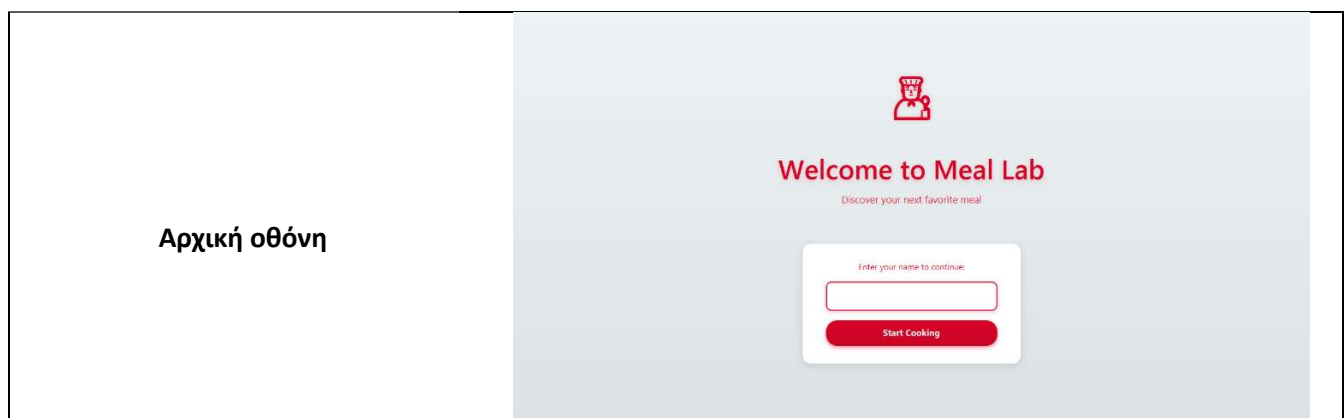 Αρχική οθόνη
Welcome to Meal Lab
Discover your next favorite meal
Enter your name to continue:
Start Cooking